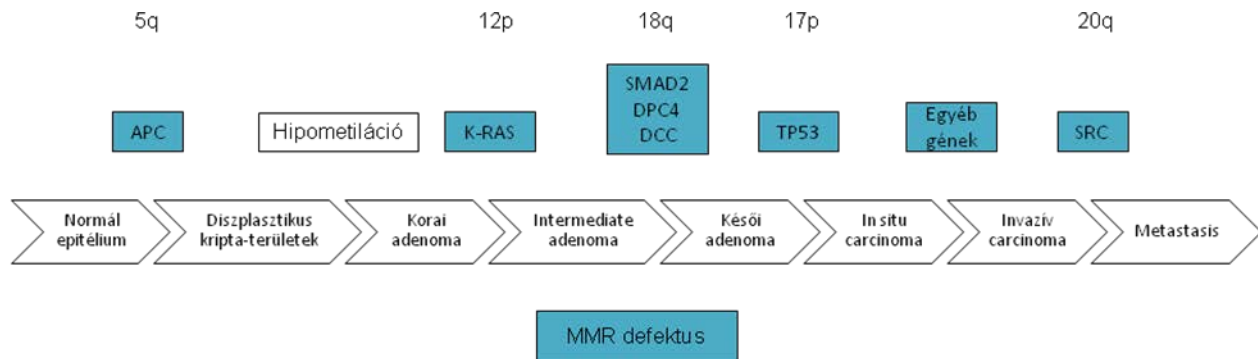 5q 12p 18q 17p 20q
APC
Hipometiláció
K-RAS
SMAD2
DPC4
DCC
TP53
Egyéb
gének
SRC
Normál
epitélium
Diszplasztikus
kripta-területek
Korai
adenoma
Intermediate
adenoma
Késői
adenoma
In situ
carcinoma
Invazív
carcinoma
Metastasis
MMR defektus